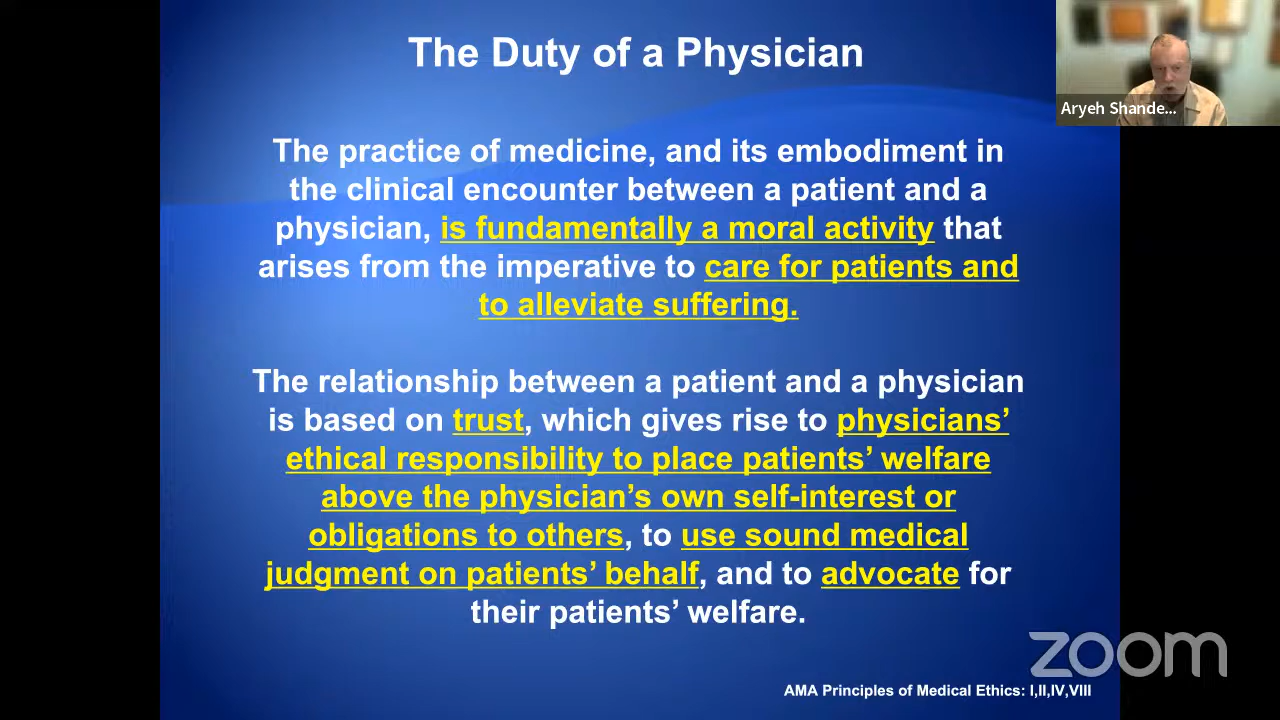 The Duty of a Physician
Aryeh Shande...
The practice of medicine, and its embodiment in
the clinical encounter between a patient and a
physician, is fundamentally a moral activity that
arises from the imperative to care for patients and
to alleviate suffering.
The relationship between a patient and a physician
is based on trust, which gives rise to physicians’
ethical responsibility to place patients’ welfare
above the physician’s own self-interest or
obligations to others, to use sound medical
judgment on patients’ behalf, and to advocate for
their patients’ welfare.
zoom
AMA Principles of Medical Ethics: I,II,IV,VIII